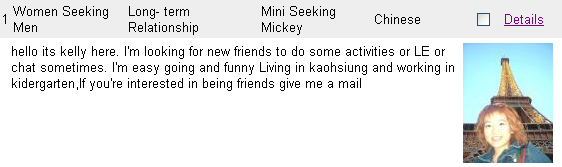 1 Women Seeking Men Long- term Relationship Mini Seeking Mickey Chinese Details
hello its kelly here. I'm looking for new friends to do some activities or LE or
chat sometimes. I'm easy going and funny Living in kaohsiung and working in
kidergarten,If you're interested in being friends give me a mail